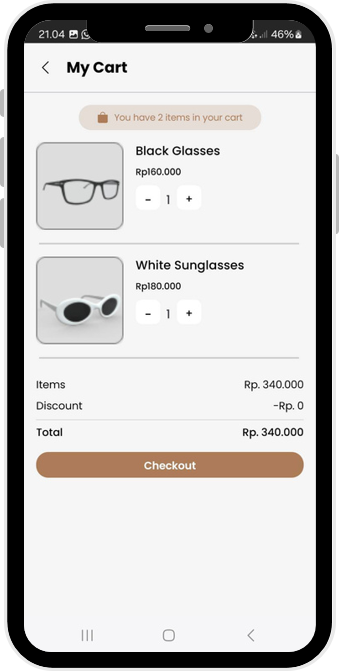 21.04
46%
My Cart
You have 2 items in your cart
Black Glasses
Rp160.000
- 1 +
White Sunglasses
Rp180.000
- 1 +
Items Rp. 340.000
Discount -Rp. 0
Total Rp. 340.000
Checkout